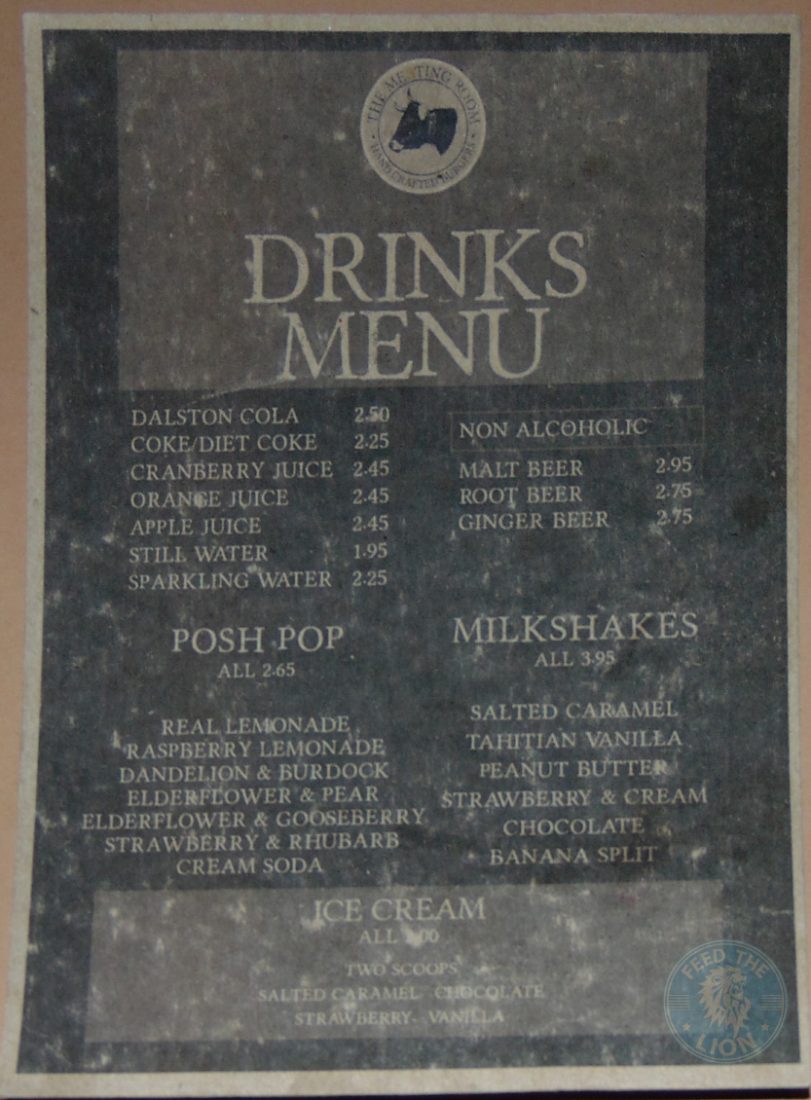 THE MEATING ROOM
HAND CRAFTED BURGERS
DRINKS
MENU
DALSTON COLA 2.50
COKE/DIET COKE 2.25
CRANBERRY JUICE 2.45
ORANGE JUICE 2.45
APPLE JUICE 2.45
STILL WATER 1.95
SPARKLING WATER 2.25
NON ALCOHOLIC
MALT BEER 2.95
ROOT BEER 2.75
GINGER BEER 2.75
POSH POP
ALL 2.65
REAL LEMONADE
RASPBERRY LEMONADE
DANDELION & BURDOCK
ELDERFLOWER & PEAR
ELDERFLOWER & GOOSEBERRY
STRAWBERRY & RHUBARB
CREAM SODA
MILKSHAKES
ALL 3.95
SALTED CARAMEL
TAHITIAN VANILLA
PEANUT BUTTER
STRAWBERRY & CREAM
CHOCOLATE
BANANA SPLIT
ICE CREAM
ALL
TWO SCOOPS
SALTED CARAMEL CHOCOLATE
STRAWBERRY VANILLA
FEED THE
LION